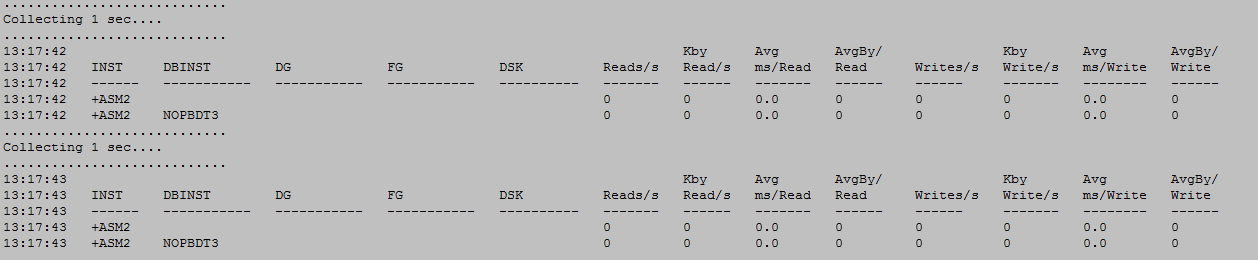 ............................
Collecting 1 sec....
............................
13:17:42                                                                             Kby       Avg       AvgBy/               Kby       Avg        AvgBy/
13:17:42   INST     DBINST        DG            FG            DSK          Reads/s   Read/s    ms/Read   Read      Writes/s   Write/s   ms/Write   Write
13:17:42   ------   -----------   -----------   -----------   ----------   -------   ------    -------   ------    ------     -------   --------   ------
13:17:42   +ASM2                                                           0         0         0.0       0         0          0         0.0        0
13:17:42   +ASM2    NOPBDT3                                                0         0         0.0       0         0          0         0.0        0
............................
Collecting 1 sec....
............................
13:17:43                                                                             Kby       Avg       AvgBy/               Kby       Avg        AvgBy/
13:17:43   INST     DBINST        DG            FG            DSK          Reads/s   Read/s    ms/Read   Read      Writes/s   Write/s   ms/Write   Write
13:17:43   ------   -----------   -----------   -----------   ----------   -------   ------    -------   ------    ------     -------   --------   ------
13:17:43   +ASM2                                                           0         0         0.0       0         0          0         0.0        0
13:17:43   +ASM2    NOPBDT3                                                0         0         0.0       0         0          0         0.0        0